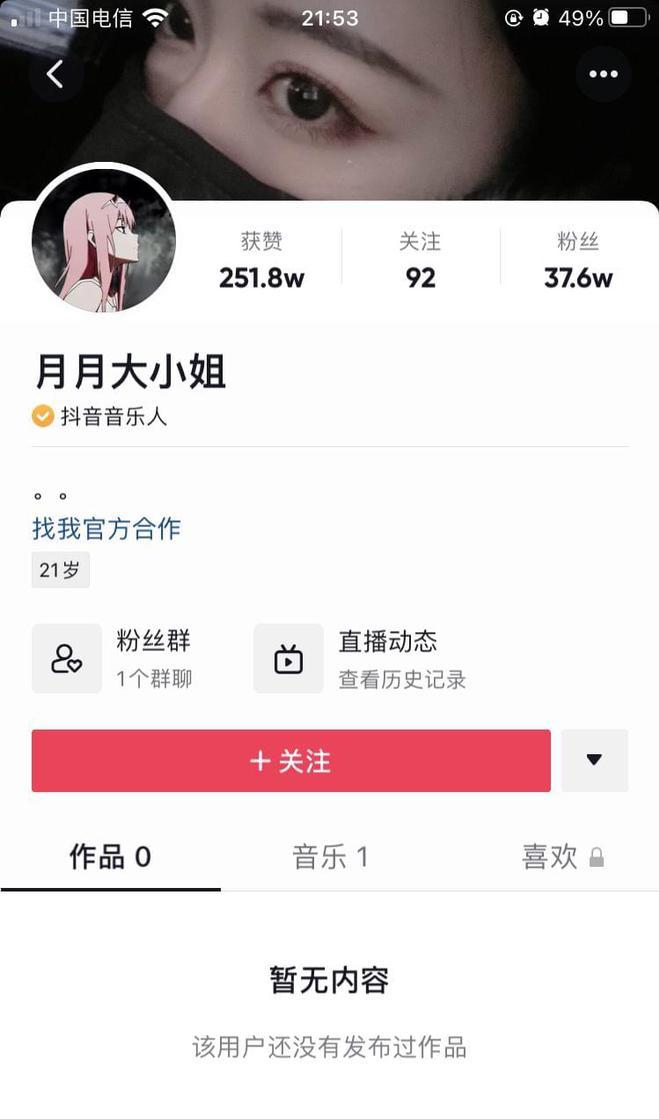 中国电信 21:53 49%
获赞 关注 粉丝
251.8w 92 37.6w
月月大小姐
抖音音乐人
。。
找我官方合作
21岁
粉丝群 直播动态
1个群聊 查看历史记录
+ 关注
作品 0 音乐 1 喜欢
暂无内容
该用户还没有发布过作品